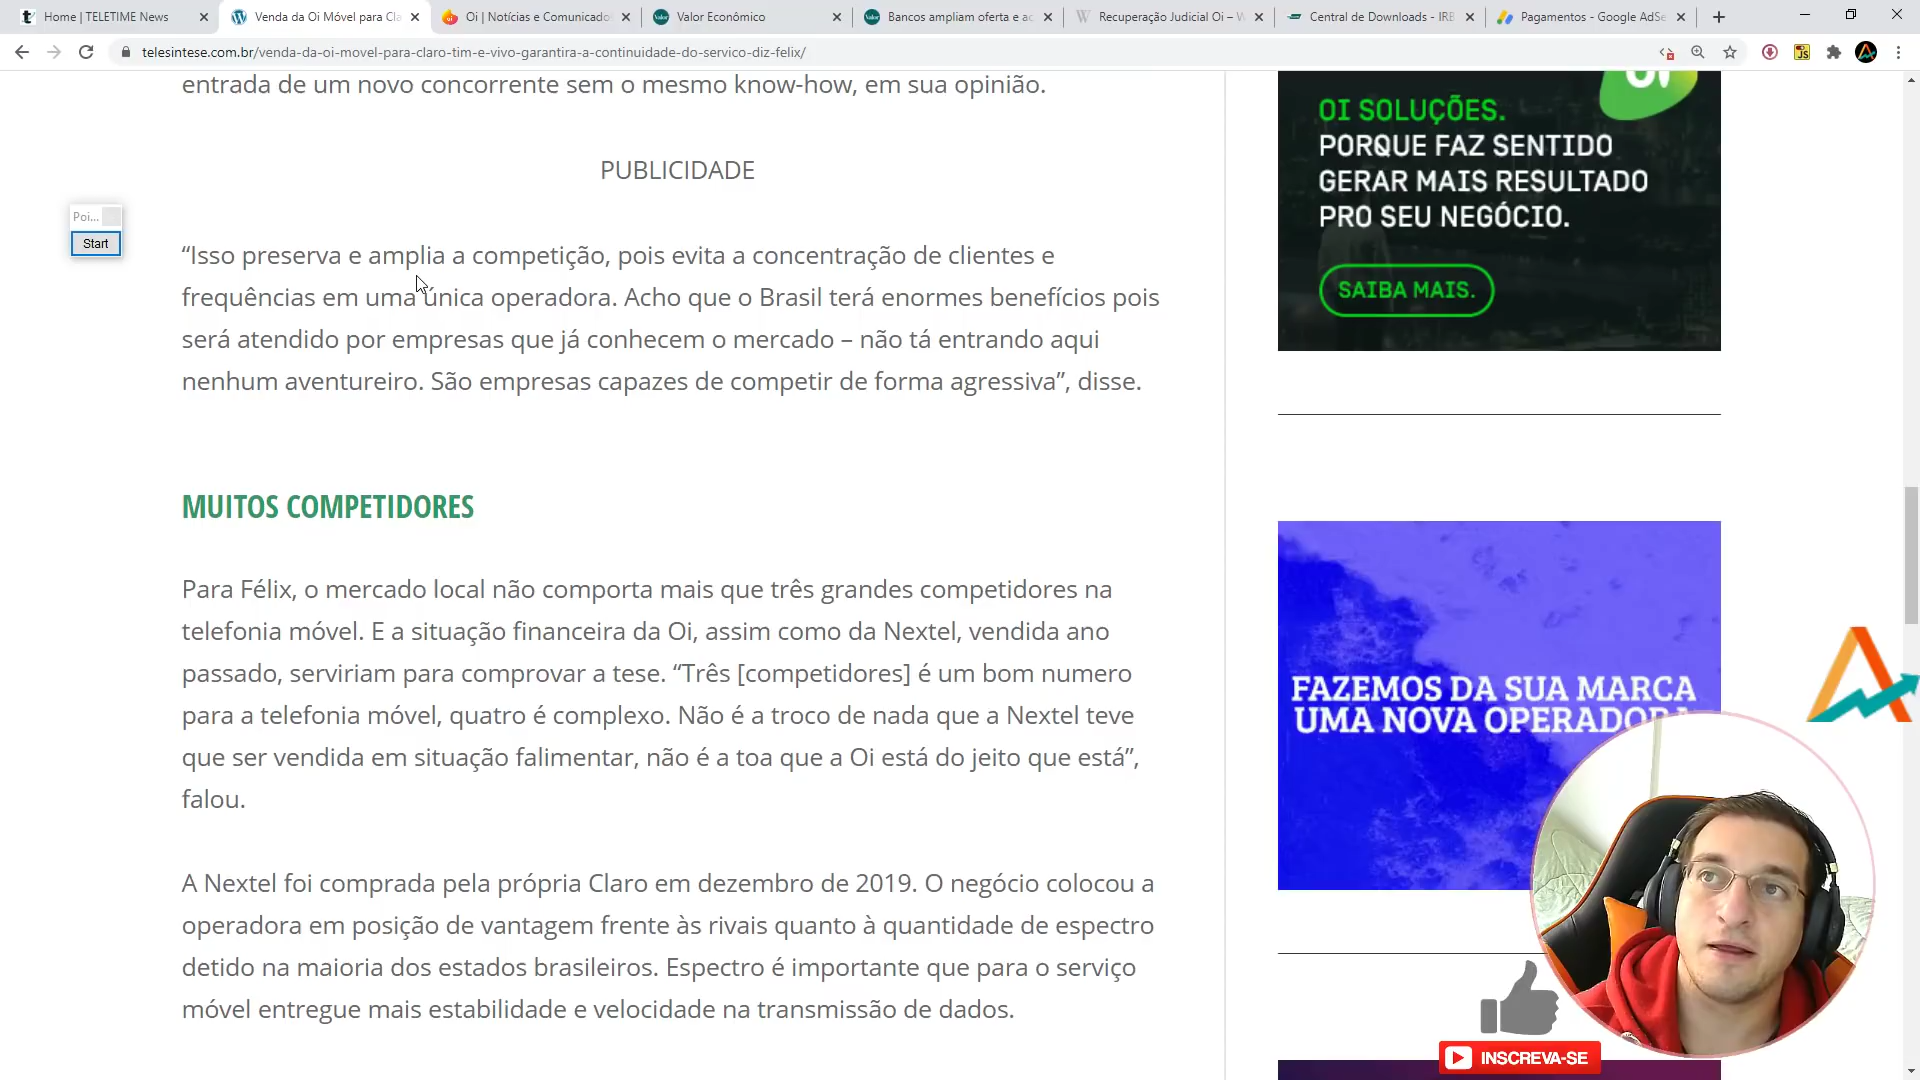 Home | TELETIME News
Venda da Oi Móvel para Cla
Oi | Notícias e Comunicado
Valor Econômico
Bancos ampliam oferta e aç
Recuperação Judicial Oi – W
Central de Downloads - IRB
Pagamentos - Google AdSe
telesintese.com.br/venda-da-oi-movel-para-claro-tim-e-vivo-garantira-a-continuidade-do-servico-diz-felix/
entrada de um novo concorrente sem o mesmo know-how, em sua opinião.
PUBLICIDADE
Poi...
Start
“Isso preserva e amplia a competição, pois evita a concentração de clientes e
frequências em uma única operadora. Acho que o Brasil terá enormes benefícios pois
será atendido por empresas que já conhecem o mercado – não tá entrando aqui
nenhum aventureiro. São empresas capazes de competir de forma agressiva”, disse.
MUITOS COMPETIDORES
Para Félix, o mercado local não comporta mais que três grandes competidores na
telefonia móvel. E a situação financeira da Oi, assim como da Nextel, vendida ano
passado, serviriam para comprovar a tese. “Três [competidores] é um bom numero
para a telefonia móvel, quatro é complexo. Não é a troco de nada que a Nextel teve
que ser vendida em situação falimentar, não é a toa que a Oi está do jeito que está”,
falou.
A Nextel foi comprada pela própria Claro em dezembro de 2019. O negócio colocou a
operadora em posição de vantagem frente às rivais quanto à quantidade de espectro
detido na maioria dos estados brasileiros. Espectro é importante que para o serviço
móvel entregue mais estabilidade e velocidade na transmissão de dados.
OI SOLUÇÕES.
PORQUE FAZ SENTIDO
GERAR MAIS RESULTADO
PRO SEU NEGÓCIO.
SAIBA MAIS.
FAZEMOS DA SUA MARCA
UMA NOVA OPERADORA
INSCREVA-SE